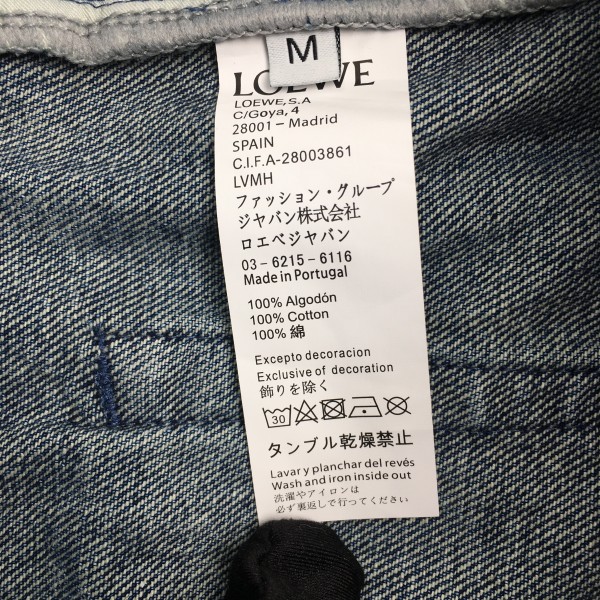 M
LOEWE
LOEWE,S.A
C/Goya, 4
28001 – Madrid
SPAIN
C.I.F.A-28003861
LVMH
ファッション・グループ
ジャパン株式会社
ロエベジャパン
03 – 6215 – 6116
Made in Portugal
100% Algodón
100% Cotton
100% 綿
Excepto decoracion
Exclusive of decoration
飾りを除く
30
タンブル乾燥禁止
Lavar y planchar del revés
Wash and iron inside out
洗濯やアイロンは
必ず裏返しで行ってください